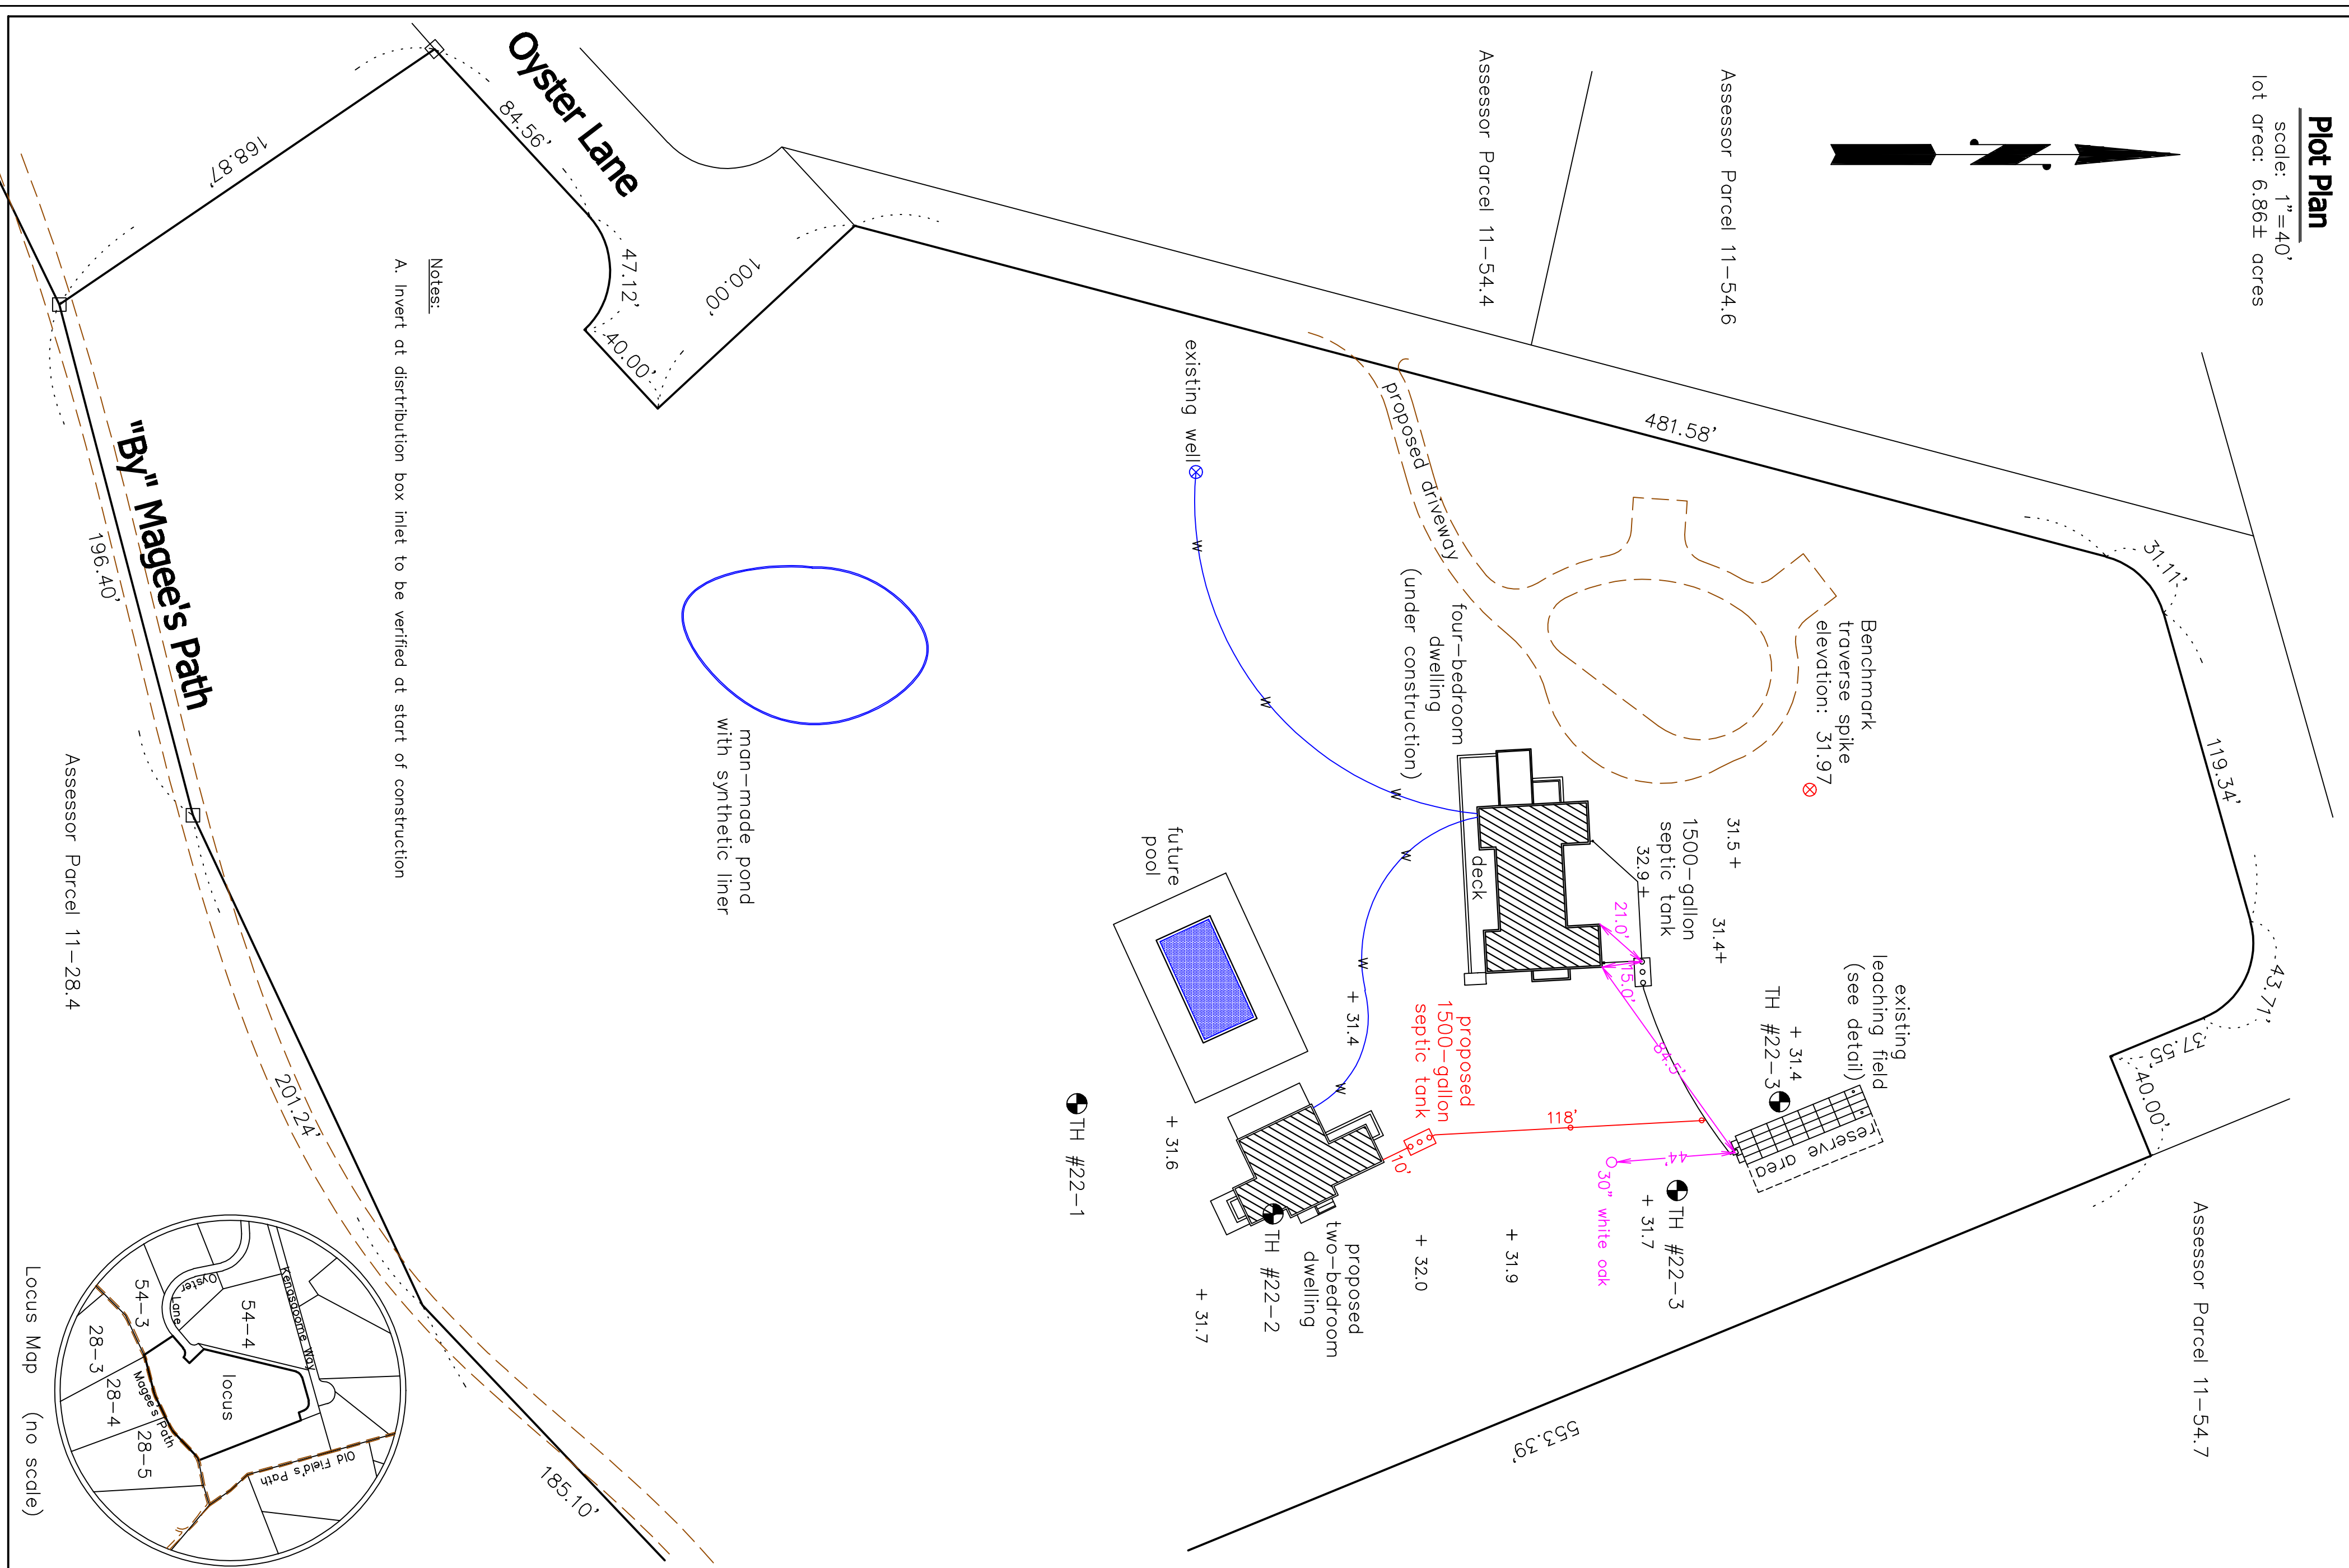 Plot Plan
scale: 1"=40'
lot area: 6.86± acres
Assessor Parcel 11-54.6
Assessor Parcel 11-54.4
Oyster Lane
84.56'
168.87'
47.12'
40.00'
100.00'
481.58'
31.11'
119.34'
43.71'
37.55'
40.00'
Assessor Parcel 11-54.7
553.39'
Benchmark
traverse spike
elevation: 31.97
proposed driveway
existing well
W
W
W
W
W
W
four-bedroom
dwelling
(under construction)
deck
1500-gallon
septic tank
31.5 +
32.9 +
31.4+
21.0'
15.0'
84.5'
existing
leaching field
(see detail)
+ 31.4
TH #22-3
reserve area
proposed
1500-gallon
septic tank
118'
10'
44'
30" white oak
TH #22-3
+ 31.7
+ 31.9
+ 32.0
+ 31.4
future
pool
proposed
two-bedroom
dwelling
TH #22-2
+ 31.7
+ 31.6
TH #22-1
man-made pond
with synthetic liner
Notes:
A. Invert at disrtribution box inlet to be verified at start of construction
"By" Magee's Path
196.40'
201.24'
185.10'
Assessor Parcel 11-28.4
Kendsgorne Way
Oyster
Lane
54-4
54-3
locus
28-3
28-4
28-5
Magee's Path
Old Field's Path
Locus Map (no scale)